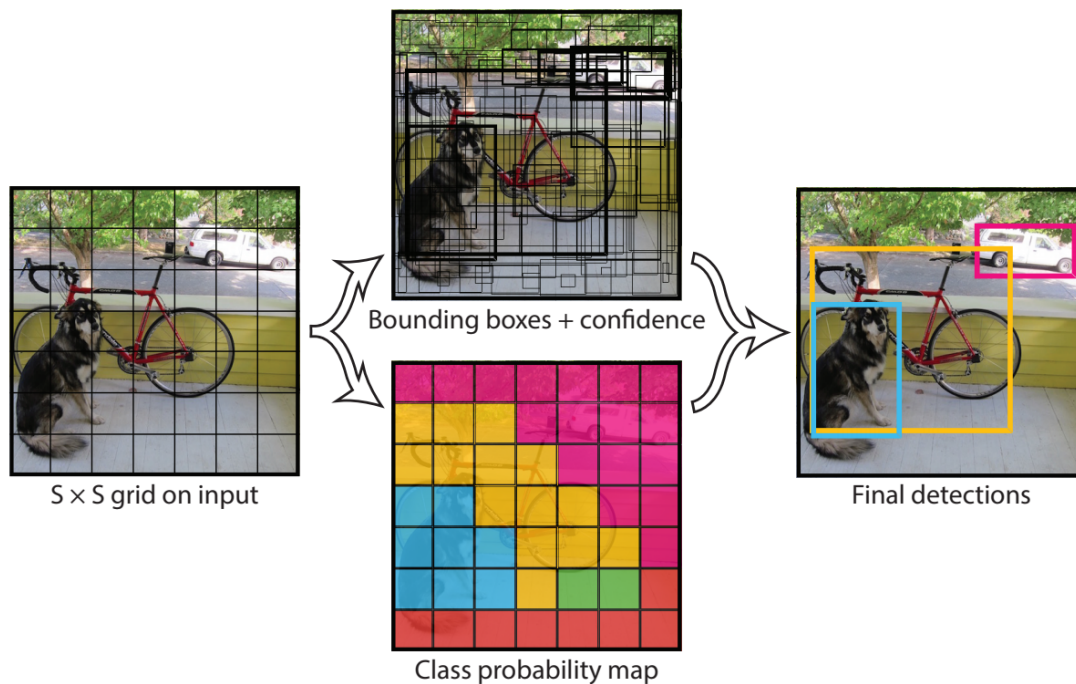 S × S grid on input
Bounding boxes + confidence
Class probability map
Final detections